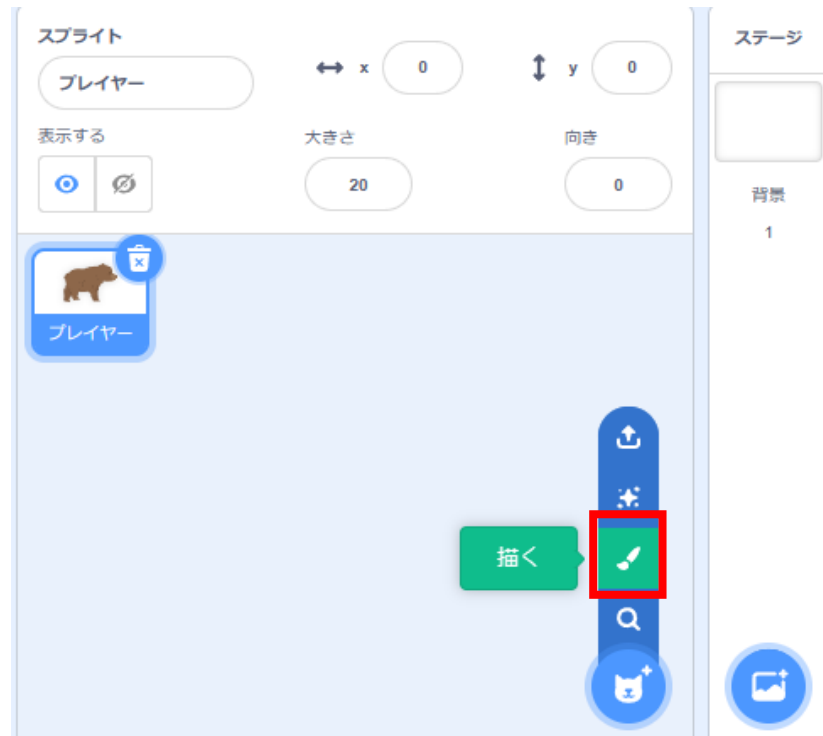 スプライト
プレイヤー
x 0
y 0
ステージ
表示する
大きさ
向き
20
0
背景
1
プレイヤー
描く